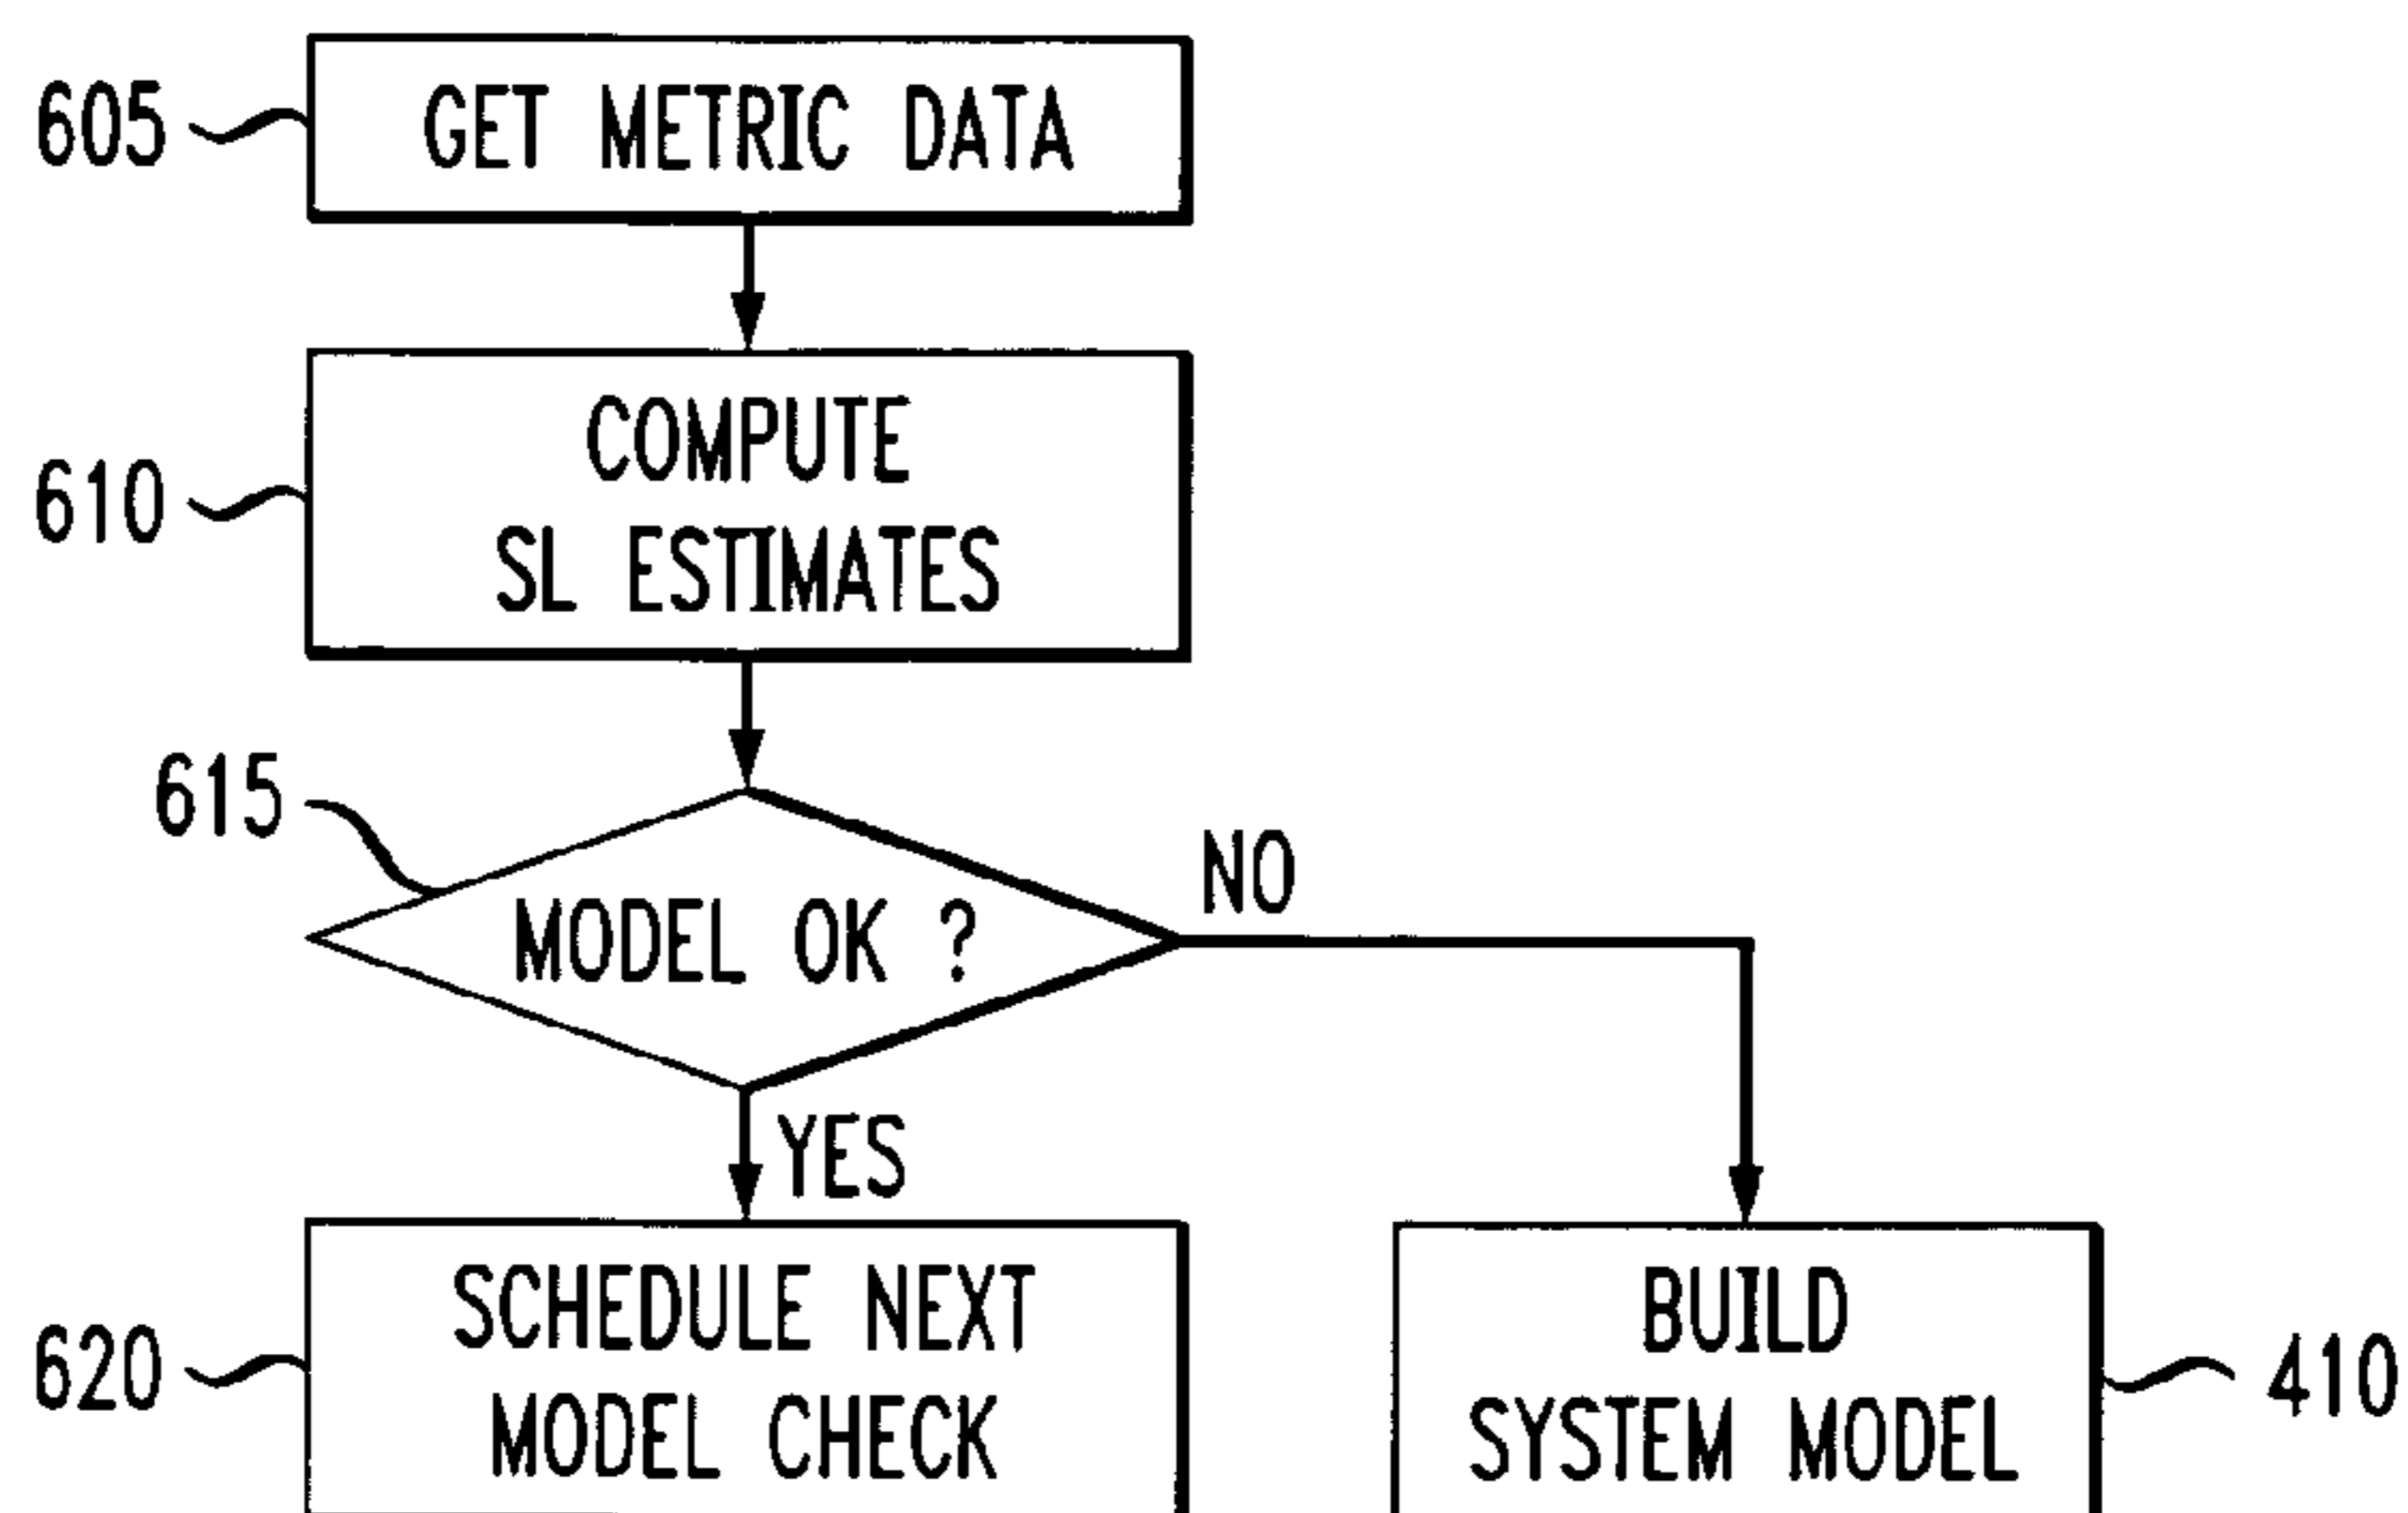 605
GET METRIC DATA
610
COMPUTE
SL ESTIMATES
615
MODEL OK ?
NO
YES
620
SCHEDULE NEXT
MODEL CHECK
BUILD
SYSTEM MODEL
410